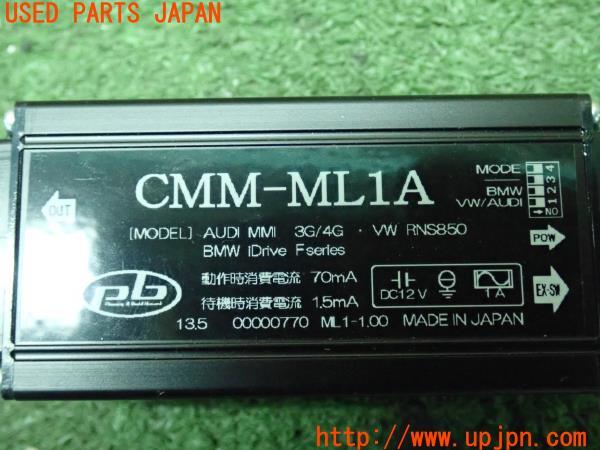 USED PARTS JAPAN
CMM-ML1A
MODE
BMW
VW/AUDI
4
3
2
1
→ NO
OUT
[MODEL] AUDI MMI 3G/4G ・ VW RNS850
BMW iDrive Fseries
POW
pb
動作時消費電流 70mA
待機時消費電流 1.5mA
DC12V
1A
EX-SW
13.5 00000770 ML1-1.00 MADE IN JAPAN
http://www.upjpn.com/